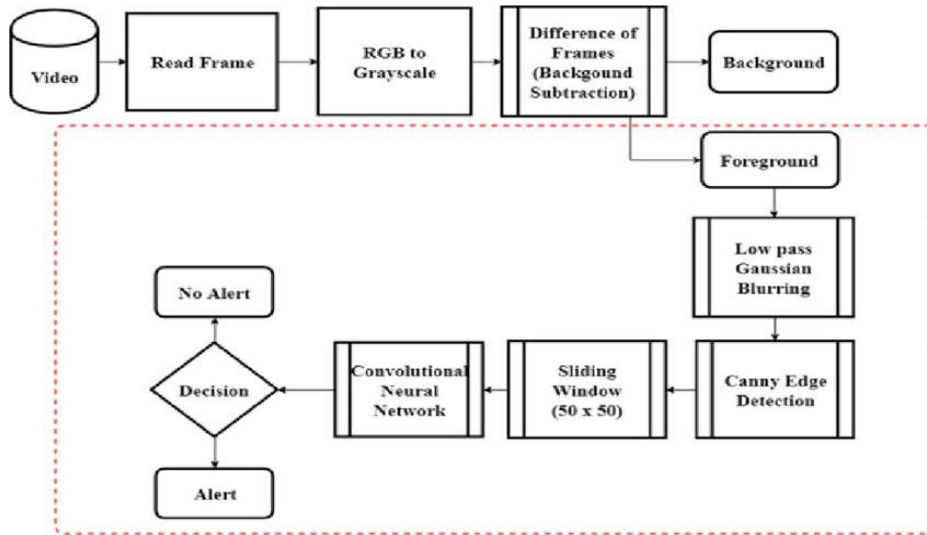 Video
Read Frame
RGB to
Grayscale
Difference of
Frames
(Backgound
Subtraction)
Background
Foreground
Low pass
Gaussian
Blurring
Canny Edge
Detection
Sliding
Window
(50 x 50)
Convolutional
Neural
Network
Decision
No Alert
Alert